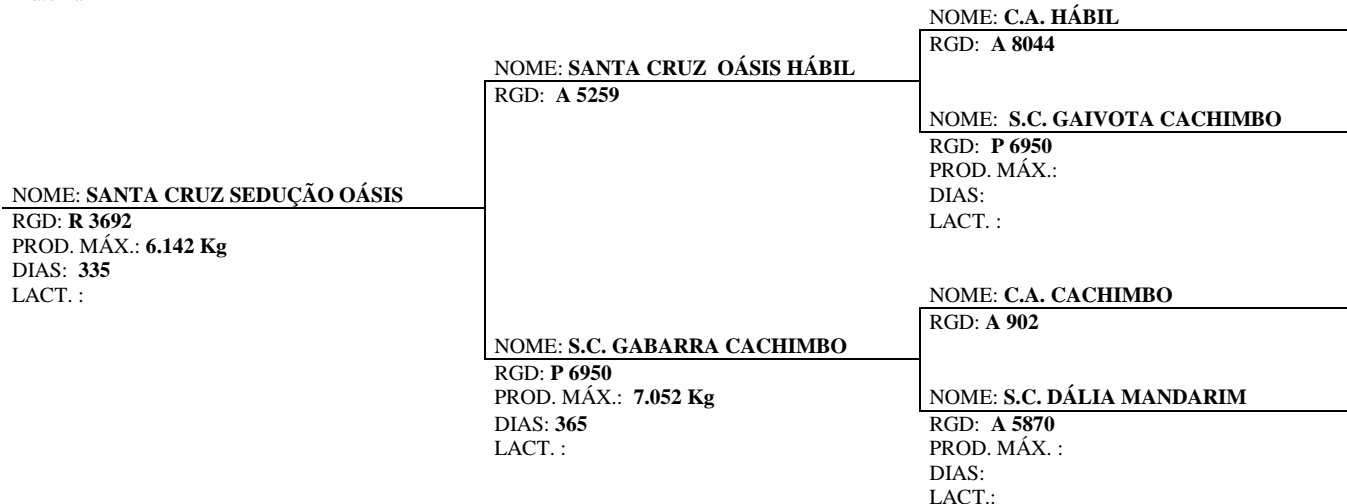 NOME: C.A. HÁBIL
RGD: A 8044
NOME: SANTA CRUZ OÁSIS HÁBIL
RGD: A 5259
NOME: S.C. GAIVOTA CACHIMBO
RGD: P 6950
PROD. MÁX.:
DIAS:
LACT. :
NOME: SANTA CRUZ SEDUÇÃO OÁSIS
RGD: R 3692
PROD. MÁX.: 6.142 Kg
DIAS: 335
LACT. :
NOME: C.A. CACHIMBO
RGD: A 902
NOME: S.C. GABARRA CACHIMBO
RGD: P 6950
PROD. MÁX.: 7.052 Kg
DIAS: 365
LACT. :
NOME: S.C. DÁLIA MANDARIM
RGD: A 5870
PROD. MÁX. :
DIAS:
LACT.: